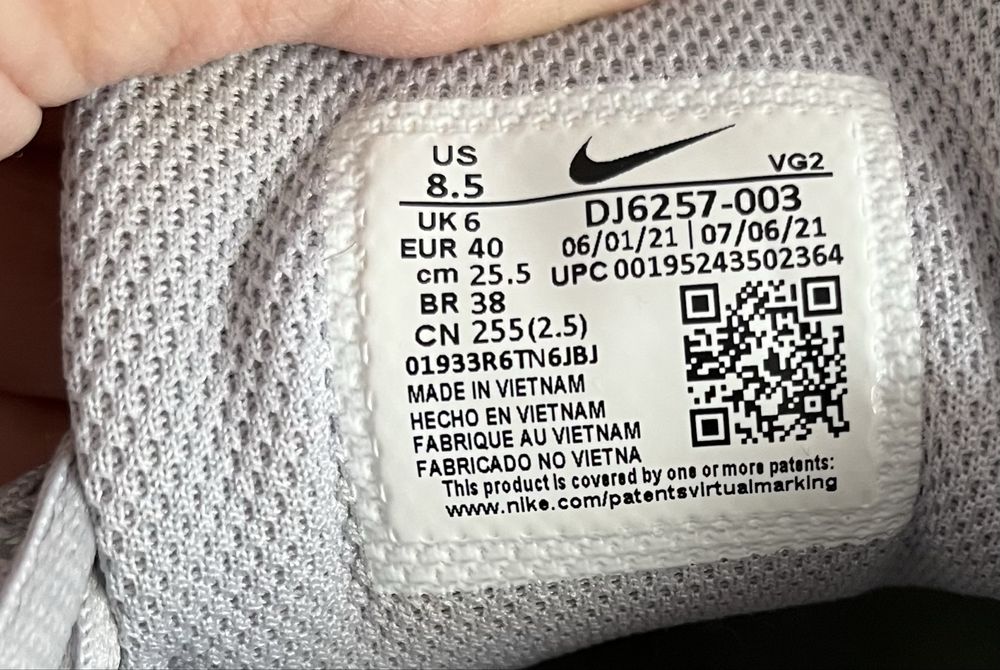 US
8.5
VG2
UK 6
DJ6257-003
EUR 40
06/01/21 | 07/06/21
cm 25.5
UPC 00195243502364
BR 38
CN 255(2.5)
01933R6TN6JBJ
MADE IN VIETNAM
HECHO EN VIETNAM
FABRIQUE AU VIETNAM
FABRICADO NO VIETNA
This product is covered by one or more patents:
www.nike.com/patentsvirtualmarking